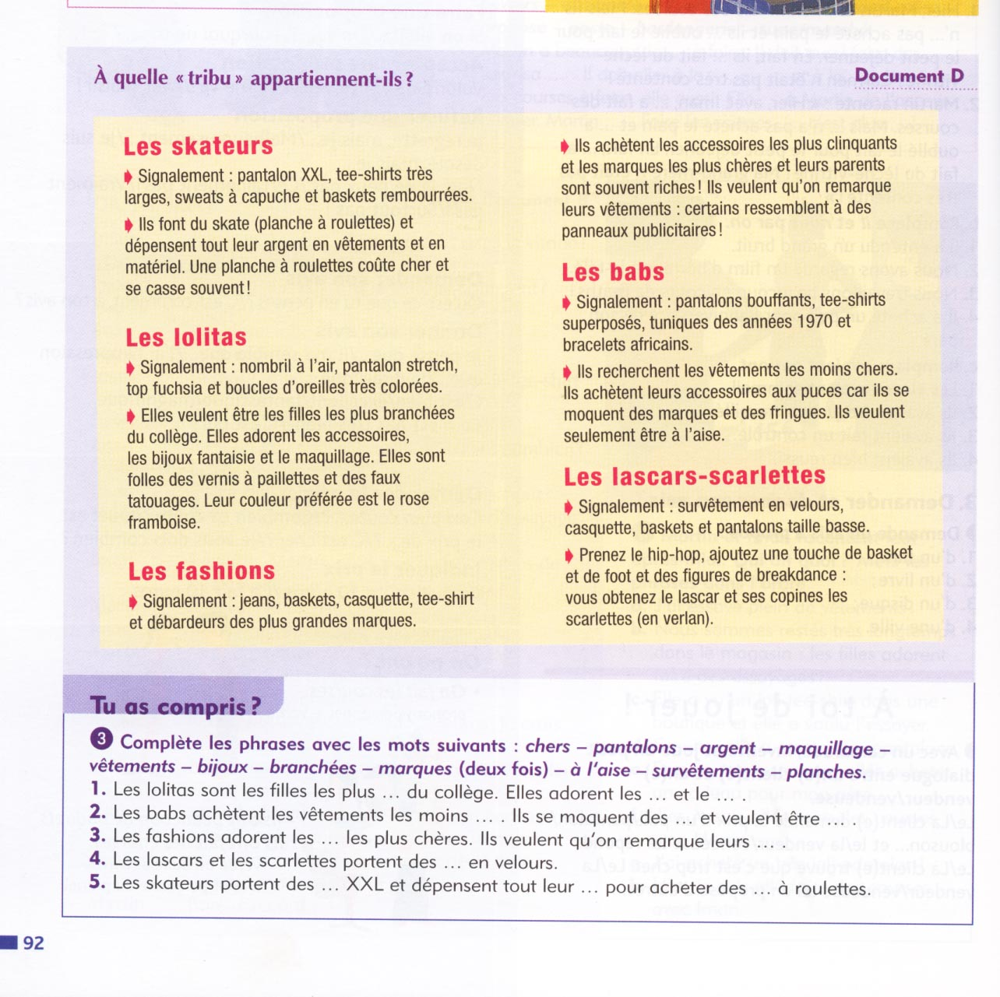 À quelle « tribu » appartiennent-ils ?
Document D
Les skateurs
Signalement : pantalon XXL, tee-shirts très
larges, sweats à capuche et baskets rembourrées.
Ils font du skate (planche à roulettes) et
dépensent tout leur argent en vêtements et en
matériel. Une planche à roulettes coûte cher et
se casse souvent !
Les lolitas
Signalement : nombril à l'air, pantalon stretch,
top fuchsia et boucles d'oreilles très colorées.
Elles veulent être les filles les plus branchées
du collège. Elles adorent les accessoires,
les bijoux fantaisie et le maquillage. Elles sont
folles des vernis à paillettes et des faux
tatouages. Leur couleur préférée est le rose
framboise.
Les fashions
Signalement : jeans, baskets, casquette, tee-shirt
et débardeurs des plus grandes marques.
Ils achètent les accessoires les plus clinquants
et les marques les plus chères et leurs parents
sont souvent riches ! Ils veulent qu'on remarque
leurs vêtements : certains ressemblent à des
panneaux publicitaires !
Les babs
Signalement : pantalons bouffants, tee-shirts
superposés, tuniques des années 1970 et
bracelets africains.
Ils recherchent les vêtements les moins chers.
Ils achètent leurs accessoires aux puces car ils se
moquent des marques et des fringues. Ils veulent
seulement être à l'aise.
Les lascars-scarlettes
Signalement : survêtement en velours,
casquette, baskets et pantalons taille basse.
Prenez le hip-hop, ajoutez une touche de basket
et de foot et des figures de breakdance :
vous obtenez le lascar et ses copines les
scarlettes (en verlan).
Tu as compris ?
3 Complète les phrases avec les mots suivants : chers – pantalons – argent – maquillage –
vêtements – bijoux – branchées – marques (deux fois) – à l'aise – survêtements – planches.
1. Les lolitas sont les filles les plus ... du collège. Elles adorent les ... et le ... .
2. Les babs achètent les vêtements les moins ... . Ils se moquent des ... et veulent être ... .
3. Les fashions adorent les ... les plus chères. Ils veulent qu'on remarque leurs ... .
4. Les lascars et les scarlettes portent des ... en velours.
5. Les skateurs portent des ... XXL et dépensent tout leur ... pour acheter des ... à roulettes.
92